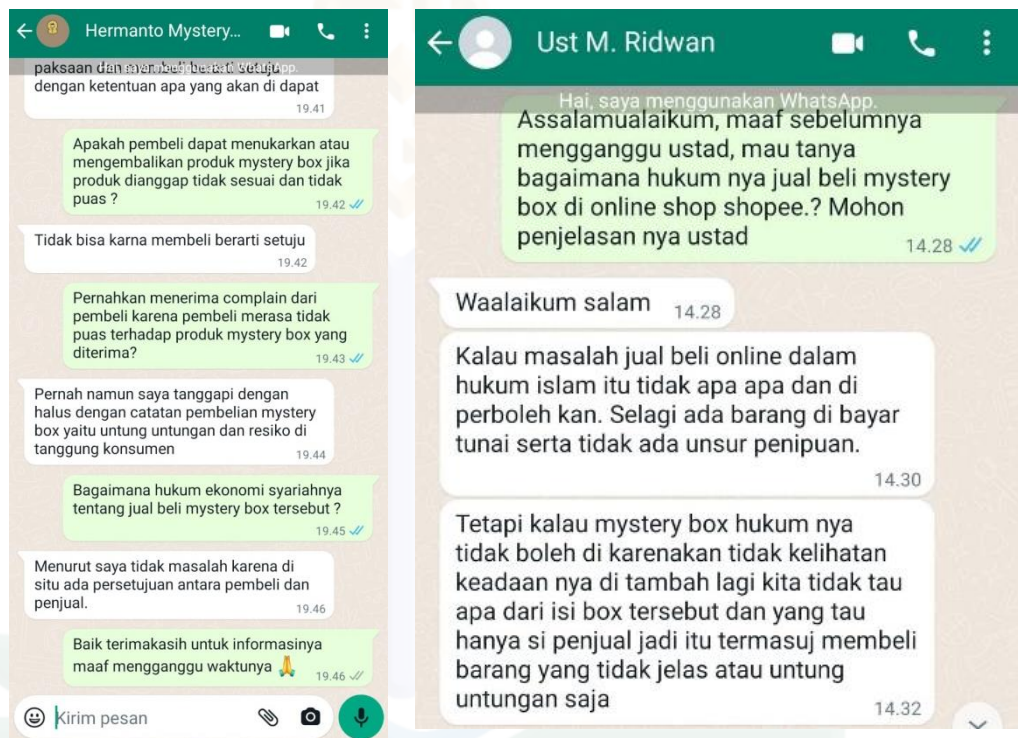 Hermanto Mystery...
paksaan dan membeli berarti setuju
dengan ketentuan apa yang akan di dapat
19.41
Apakah pembeli dapat menukarkan atau
mengembalikan produk mystery box jika
produk dianggap tidak sesuai dan tidak
puas ?
19.42
Tidak bisa karna membeli berarti setuju
19.42
Pernahkan menerima complain dari
pembeli karena pembeli merasa tidak
puas terhadap produk mystery box yang
diterima?
19.43
Pernah namun saya tanggapi dengan
halus dengan catatan pembelian mystery
box yaitu untung untungan dan resiko di
tanggung konsumen
19.44
Bagaimana hukum ekonomi syariahnya
tentang jual beli mystery box tersebut ?
19.45
Menurut saya tidak masalah karena di
situ ada persetujuan antara pembeli dan
penjual.
19.46
Baik terimakasih untuk informasinya
maaf mengganggu waktunya 🙏
19.46
Kirim pesan
Ust M. Ridwan
Hai, saya menggunakan WhatsApp.
Assalamualaikum, maaf sebelumnya
mengganggu ustad, mau tanya
bagaimana hukum nya jual beli mystery
box di online shop shopee.? Mohon
penjelasan nya ustad
14.28
Waalaikum salam
14.28
Kalau masalah jual beli online dalam
hukum islam itu tidak apa apa dan di
perboleh kan. Selagi ada barang di bayar
tunai serta tidak ada unsur penipuan.
14.30
Tetapi kalau mystery box hukum nya
tidak boleh di karenakan tidak kelihatan
keadaan nya di tambah lagi kita tidak tau
apa dari isi box tersebut dan yang tau
hanya si penjual jadi itu termasuj membeli
barang yang tidak jelas atau untung
untungan saja
14.32